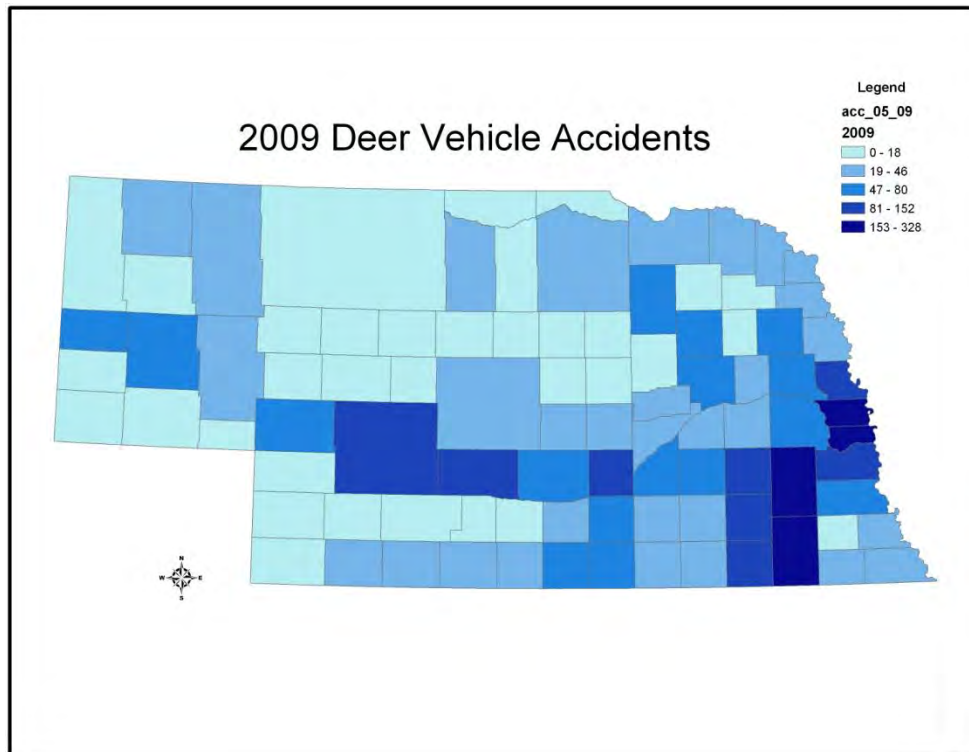 Legend
acc_05_09
2009
0 - 18
19 - 46
47 - 80
81 - 152
153 - 328
2009 Deer Vehicle Accidents
N
W E
S